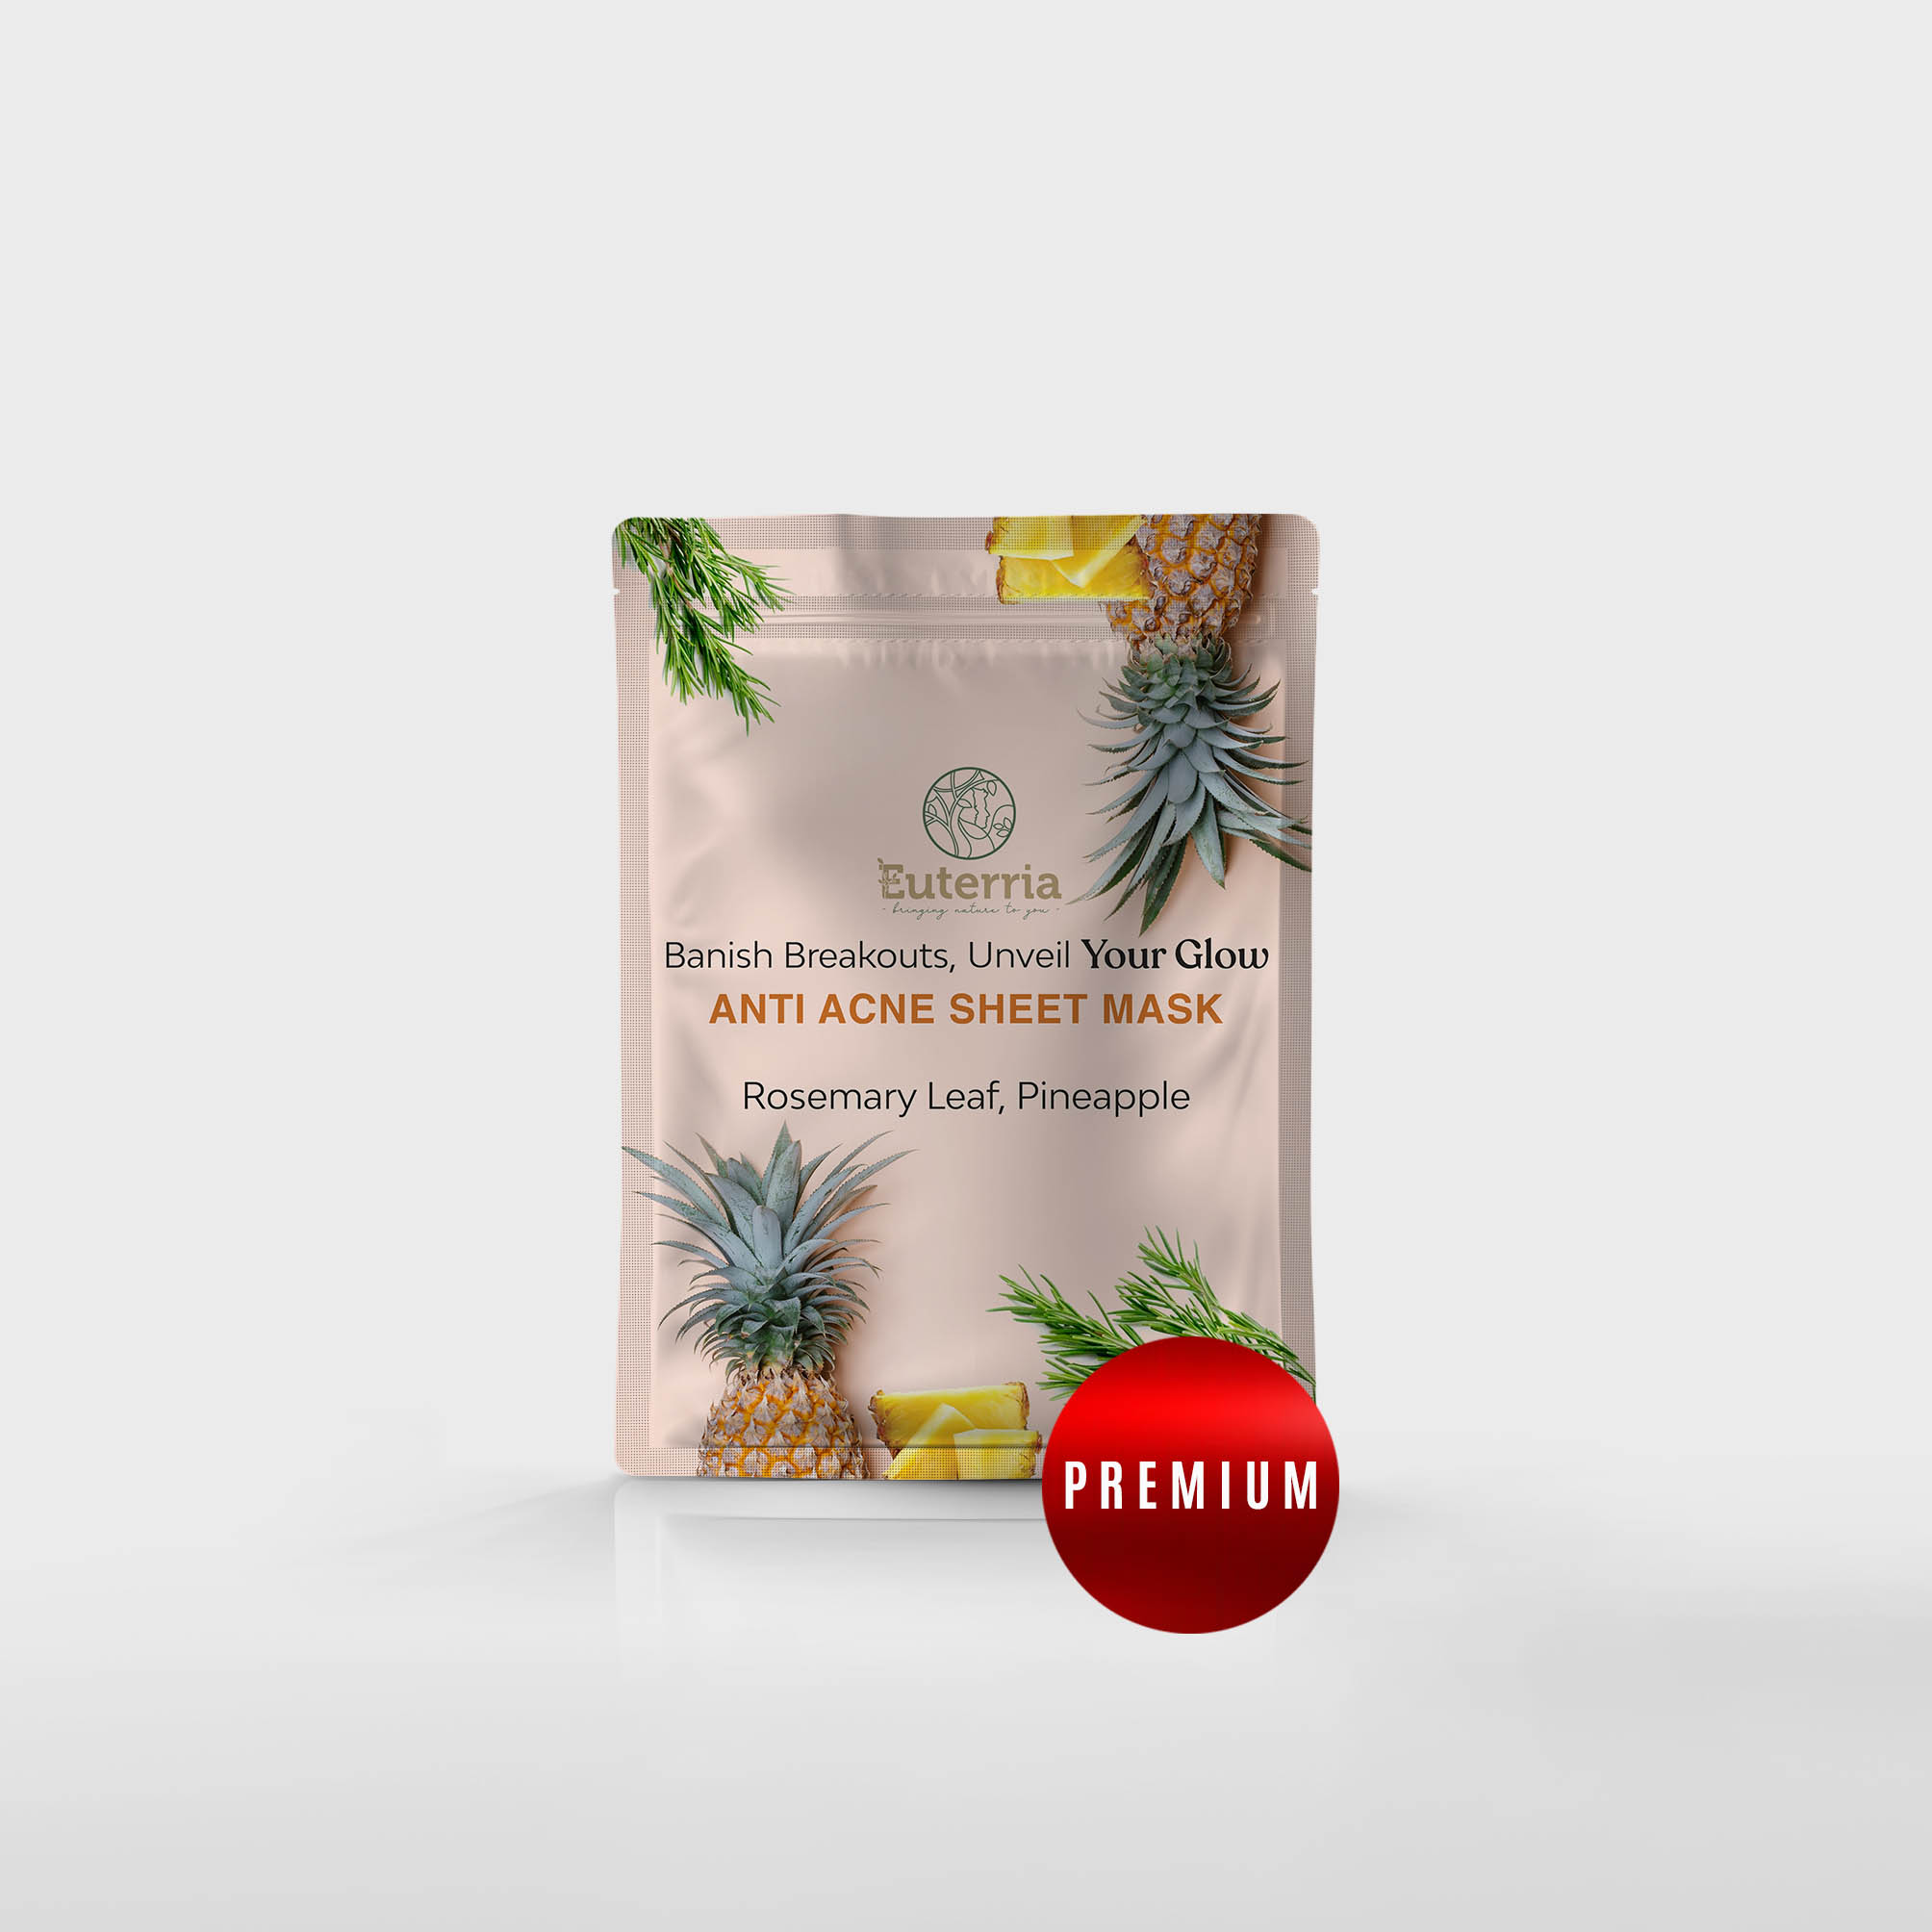 Euterria
- bringing nature to you -
Banish Breakouts, Unveil Your Glow
ANTI ACNE SHEET MASK
Rosemary Leaf, Pineapple
PREMIUM